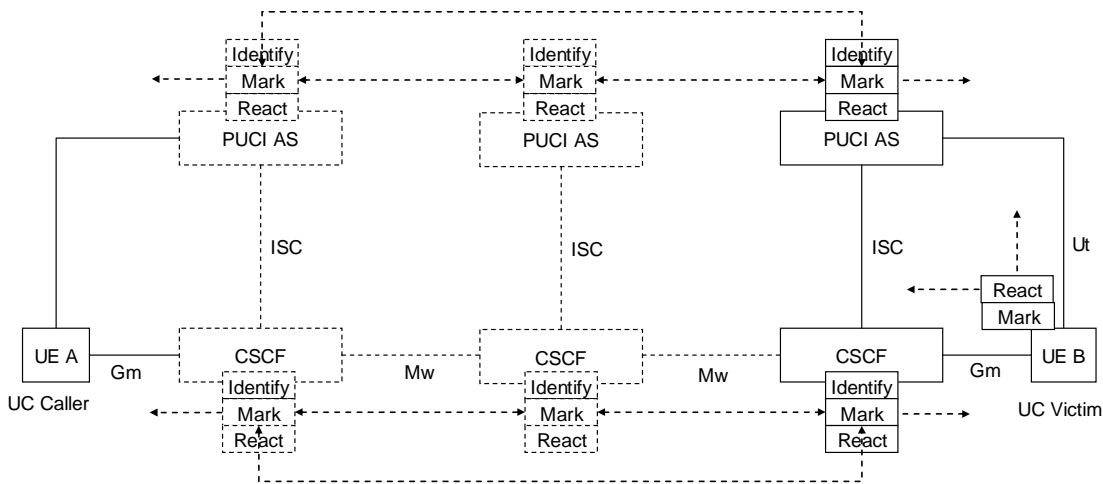 Identify
Mark
React
PUCI AS
Identify
Mark
React
PUCI AS
Identify
Mark
React
PUCI AS
ISC
ISC
ISC
Ut
React
Mark
UE A
Gm
CSCF
Mw
CSCF
Mw
CSCF
Gm
UE B
UC Caller
Identify
Mark
React
Identify
Mark
React
Identify
Mark
React
UC Victim